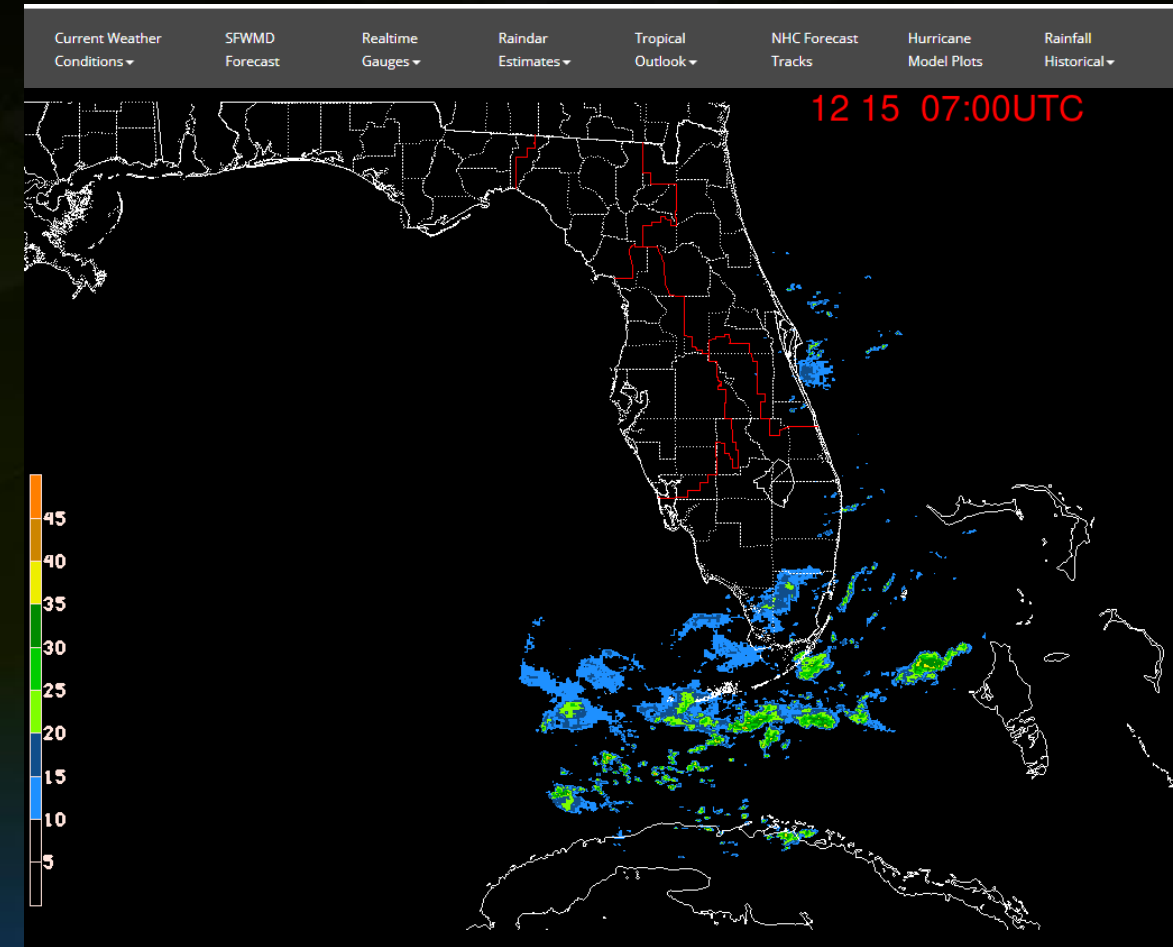 Current Weather Conditions
SFWMD Forecast
Realtime Gauges
Raindar Estimates
Tropical Outlook
NHC Forecast Tracks
Hurricane Model Plots
Rainfall Historical
12 15 07:00UTC
45
40
35
30
25
20
15
10
5